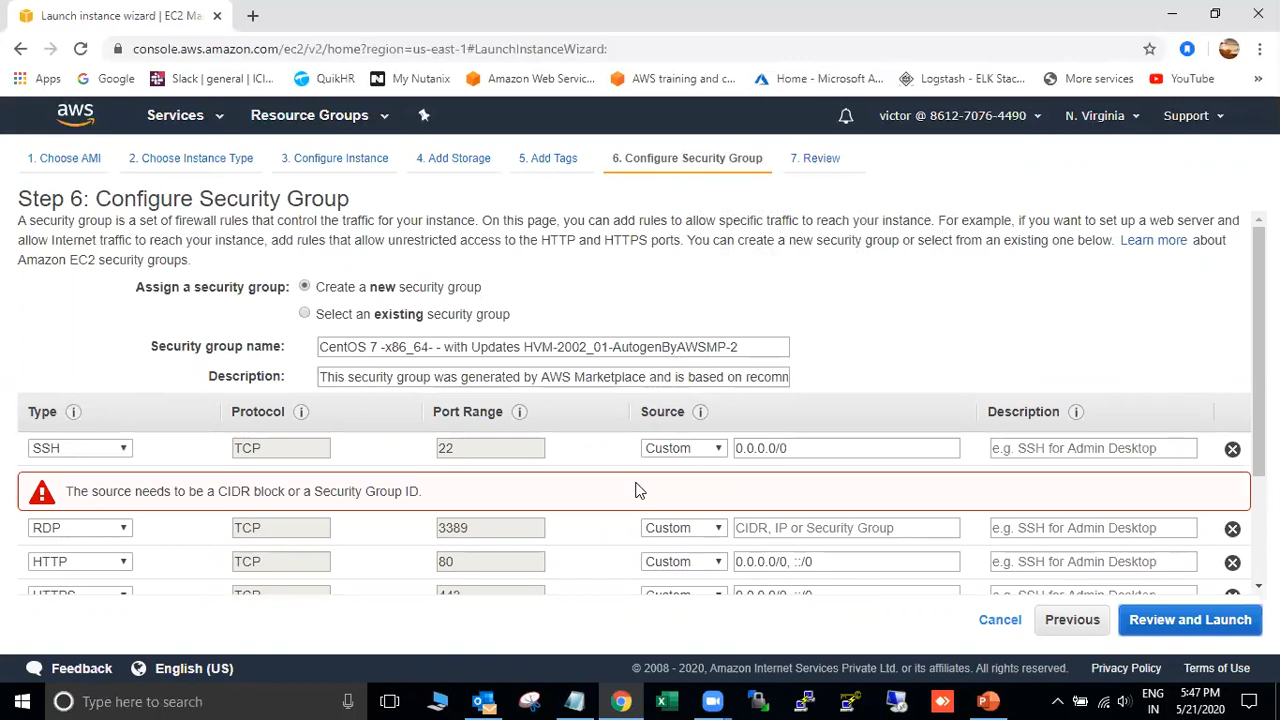 Launch instance wizard | EC2 Ma
console.aws.amazon.com/ec2/v2/home?region=us-east-1#LaunchInstanceWizard:
Apps Google Slack | general | ICI... QuikHR My Nutanix Amazon Web Servic... AWS training and c... Home - Microsoft A... Logstash - ELK Stac... More services YouTube »
aws Services Resource Groups victor @ 8612-7076-4490 N. Virginia Support
1. Choose AMI 2. Choose Instance Type 3. Configure Instance 4. Add Storage 5. Add Tags 6. Configure Security Group 7. Review
Step 6: Configure Security Group
A security group is a set of firewall rules that control the traffic for your instance. On this page, you can add rules to allow specific traffic to reach your instance. For example, if you want to set up a web server and
allow Internet traffic to reach your instance, add rules that allow unrestricted access to the HTTP and HTTPS ports. You can create a new security group or select from an existing one below. Learn more about
Amazon EC2 security groups.
Assign a security group: Create a new security group
Select an existing security group
Security group name: CentOS 7 -x86_64- - with Updates HVM-2002_01-AutogenByAWSMP-2
Description: This security group was generated by AWS Marketplace and is based on recomn
Type i Protocol i Port Range i Source i Description i
SSH TCP 22 Custom 0.0.0.0/0 e.g. SSH for Admin Desktop
The source needs to be a CIDR block or a Security Group ID.
RDP TCP 3389 Custom CIDR, IP or Security Group e.g. SSH for Admin Desktop
HTTP TCP 80 Custom 0.0.0.0/0, ::/0 e.g. SSH for Admin Desktop
HTTPS TCP 443 Custom 0.0.0.0/0, ::/0 e.g. SSH for Admin Desktop
Cancel Previous Review and Launch
Feedback English (US) © 2008 - 2020, Amazon Internet Services Private Ltd. or its affiliates. All rights reserved. Privacy Policy Terms of Use
Type here to search ENG IN 5:47 PM 5/21/2020